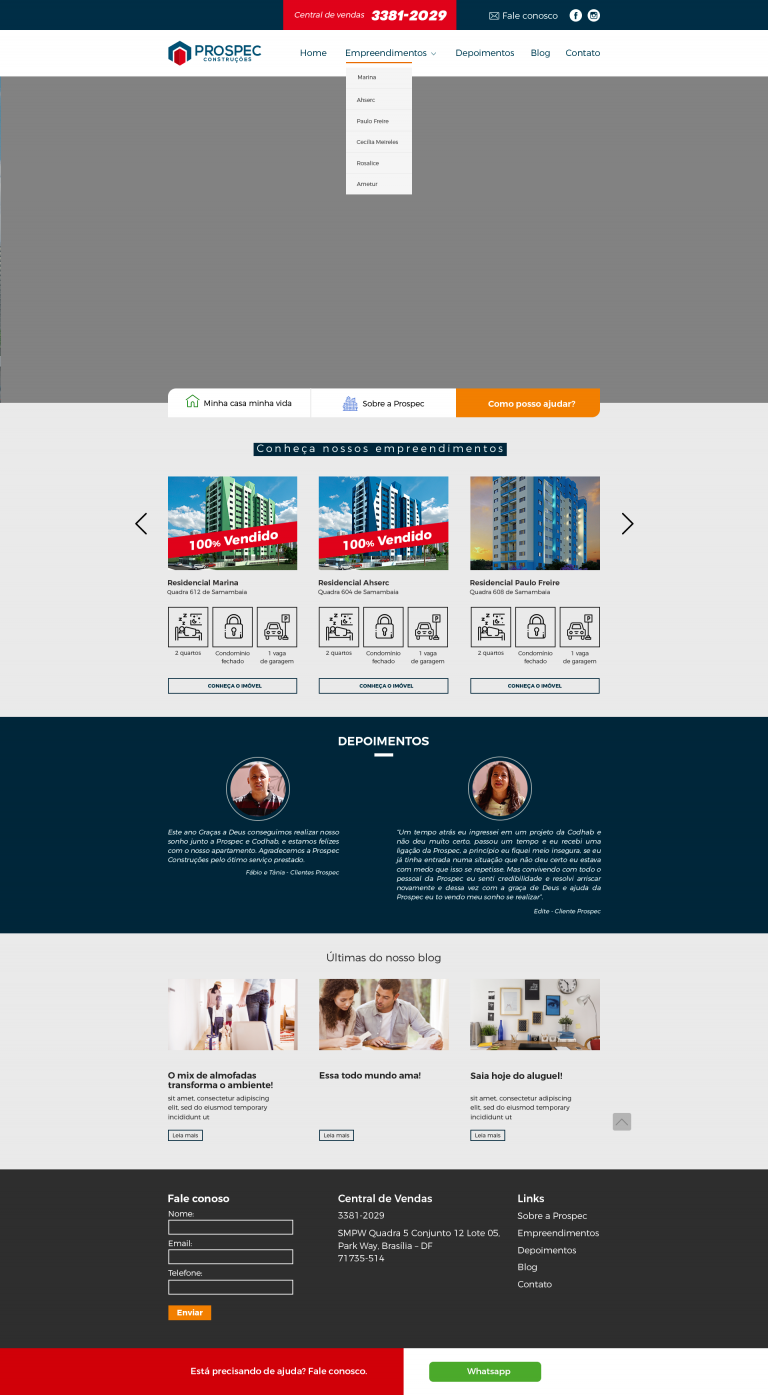 Central de vendas 3381-2029
Fale conosco
PROSPEC
CONSTRUÇÕES
Home
Empreendimentos
Depoimentos
Blog
Contato
Marina
Ahserc
Paulo Freire
Cecília Meireles
Rosalice
Ametur
Minha casa minha vida
Sobre a Prospec
Como posso ajudar?
Conheça nossos empreendimentos
100% Vendido
100% Vendido
Residencial Marina
Quadra 612 de Samambaia
2 quartos
Condomínio
fechado
1 vaga
de garagem
CONHEÇA O IMÓVEL
Residencial Ahserc
Quadra 604 de Samambaia
2 quartos
Condomínio
fechado
1 vaga
de garagem
CONHEÇA O IMÓVEL
Residencial Paulo Freire
Quadra 608 de Samambaia
2 quartos
Condomínio
fechado
1 vaga
de garagem
CONHEÇA O IMÓVEL
DEPOIMENTOS
Este ano Graças a Deus conseguimos realizar nosso
sonho junto a Prospec e Codhab, e estamos felizes
com o nosso apartamento. Agradecemos a Prospec
Construções pelo ótimo serviço prestado.
Fábio e Tânia - Clientes Prospec
"Um tempo atrás eu ingressei em um projeto da Codhab e
não deu muito certo, passou um tempo e eu recebi uma
ligação da Prospec, a princípio eu fiquei meio insegura, se eu
já tinha entrada numa situação que não deu certo eu estava
com medo que isso se repetisse. Mas convivendo com todo o
pessoal da Prospec eu senti credibilidade e resolvi arriscar
novamente e dessa vez com a graça de Deus e ajuda da
Prospec eu to vendo meu sonho se realizar".
Edite - Cliente Prospec
Últimas do nosso blog
O mix de almofadas
transforma o ambiente!
sit amet, consectetur adipiscing
elit, sed do eiusmod temporary
incididunt ut
Leia mais
Essa todo mundo ama!
Leia mais
Saia hoje do aluguel!
sit amet, consectetur adipiscing
elit, sed do eiusmod temporary
incididunt ut
Leia mais
Fale conoso
Nome:
Email:
Telefone:
Enviar
Central de Vendas
3381-2029
SMPW Quadra 5 Conjunto 12 Lote 05,
Park Way, Brasília – DF
71735-514
Links
Sobre a Prospec
Empreendimentos
Depoimentos
Blog
Contato
Está precisando de ajuda? Fale conosco.
Whatsapp